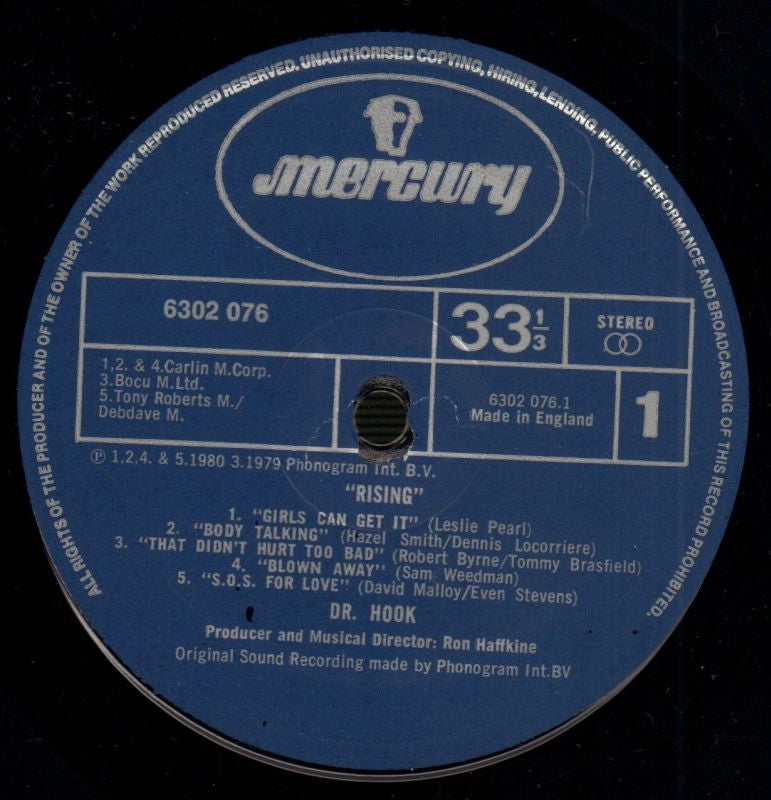 ALL RIGHTS OF THE PRODUCER AND OF THE OWNER OF THE WORK REPRODUCED RESERVED. UNAUTHORISED COPYING, HIRING, LENDING, PUBLIC PERFORMANCE AND BROADCASTING OF THIS RECORD PROHIBITED.
mercury
6302 076
33 1/3
STEREO
1,2. & 4.Carlin M.Corp.
3.Bocu M.Ltd.
5.Tony Roberts M./
Debdave M.
6302 076.1
Made in England
1
Ⓟ 1,2,4. & 5.1980 3.1979 Phonogram Int. B.V.
"RISING"
1. "GIRLS CAN GET IT" (Leslie Pearl)
2. "BODY TALKING" (Hazel Smith/Dennis Locorriere)
3. "THAT DIDN'T HURT TOO BAD" (Robert Byrne/Tommy Brasfield)
4. "BLOWN AWAY" (Sam Weedman)
5. "S.O.S. FOR LOVE" (David Malloy/Even Stevens)
DR. HOOK
Producer and Musical Director: Ron Haffkine
Original Sound Recording made by Phonogram Int.BV